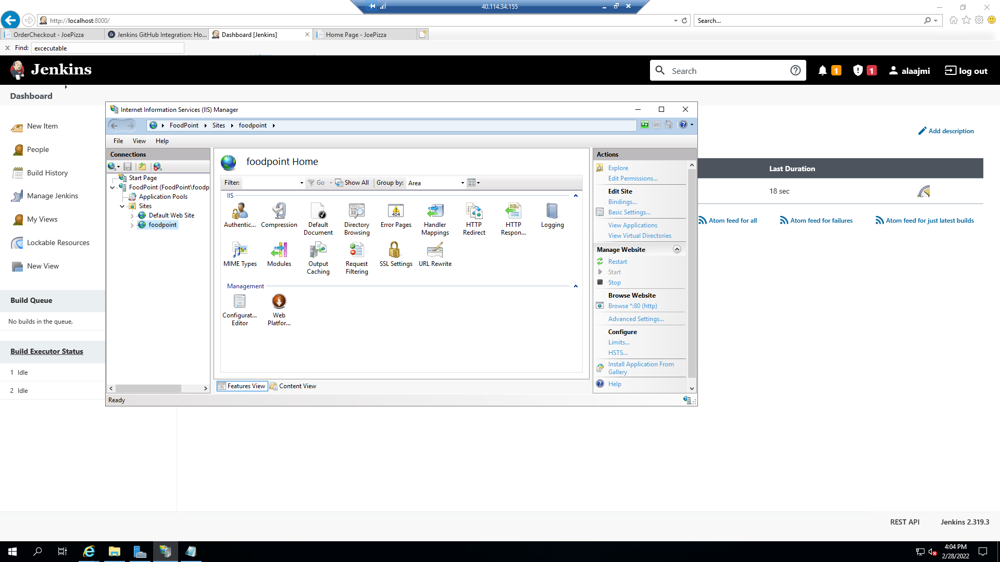 40.114.34.155
http://localhost:8000/
Search...
OrderCheckout - JoePizza
Jenkins GitHub Integration: Ho...
Dashboard [Jenkins]
Home Page - JoePizza
Find: excecutable
Jenkins
Search
1
1
alaajmi
log out
Dashboard
New Item
People
Build History
Manage Jenkins
My Views
Lockable Resources
New View
Build Queue
No builds in the queue.
Build Executor Status
1 Idle
2 Idle
Add description
Last Duration
18 sec
Atom feed for all
Atom feed for failures
Atom feed for just latest builds
Internet Information Services (IIS) Manager
FoodPoint
Sites
foodpoint
File View Help
Connections
Start Page
FoodPoint (FoodPoint\foodp
Application Pools
Sites
Default Web Site
foodpoint
foodpoint Home
Filter:
Go
Show All
Group by:
Area
IIS
Authentic...
Compression
Default
Document
Directory
Browsing
Error Pages
404
Handler
Mappings
HTTP
Redirect
HTTP
Respon...
Logging
MIME Types
Modules
Output
Caching
Request
Filtering
SSL Settings
URL Rewrite
Management
Configurat...
Editor
Web
Platfor...
Features View
Content View
Ready
Actions
Explore
Edit Permissions...
Edit Site
Bindings...
Basic Settings...
View Applications
View Virtual Directories
Manage Website
Restart
Start
Stop
Browse Website
Browse *:80 (http)
Advanced Settings...
Configure
Limits...
HSTS...
Install Application From
Gallery
Help
REST API
Jenkins 2.319.3
4:04 PM
2/28/2022